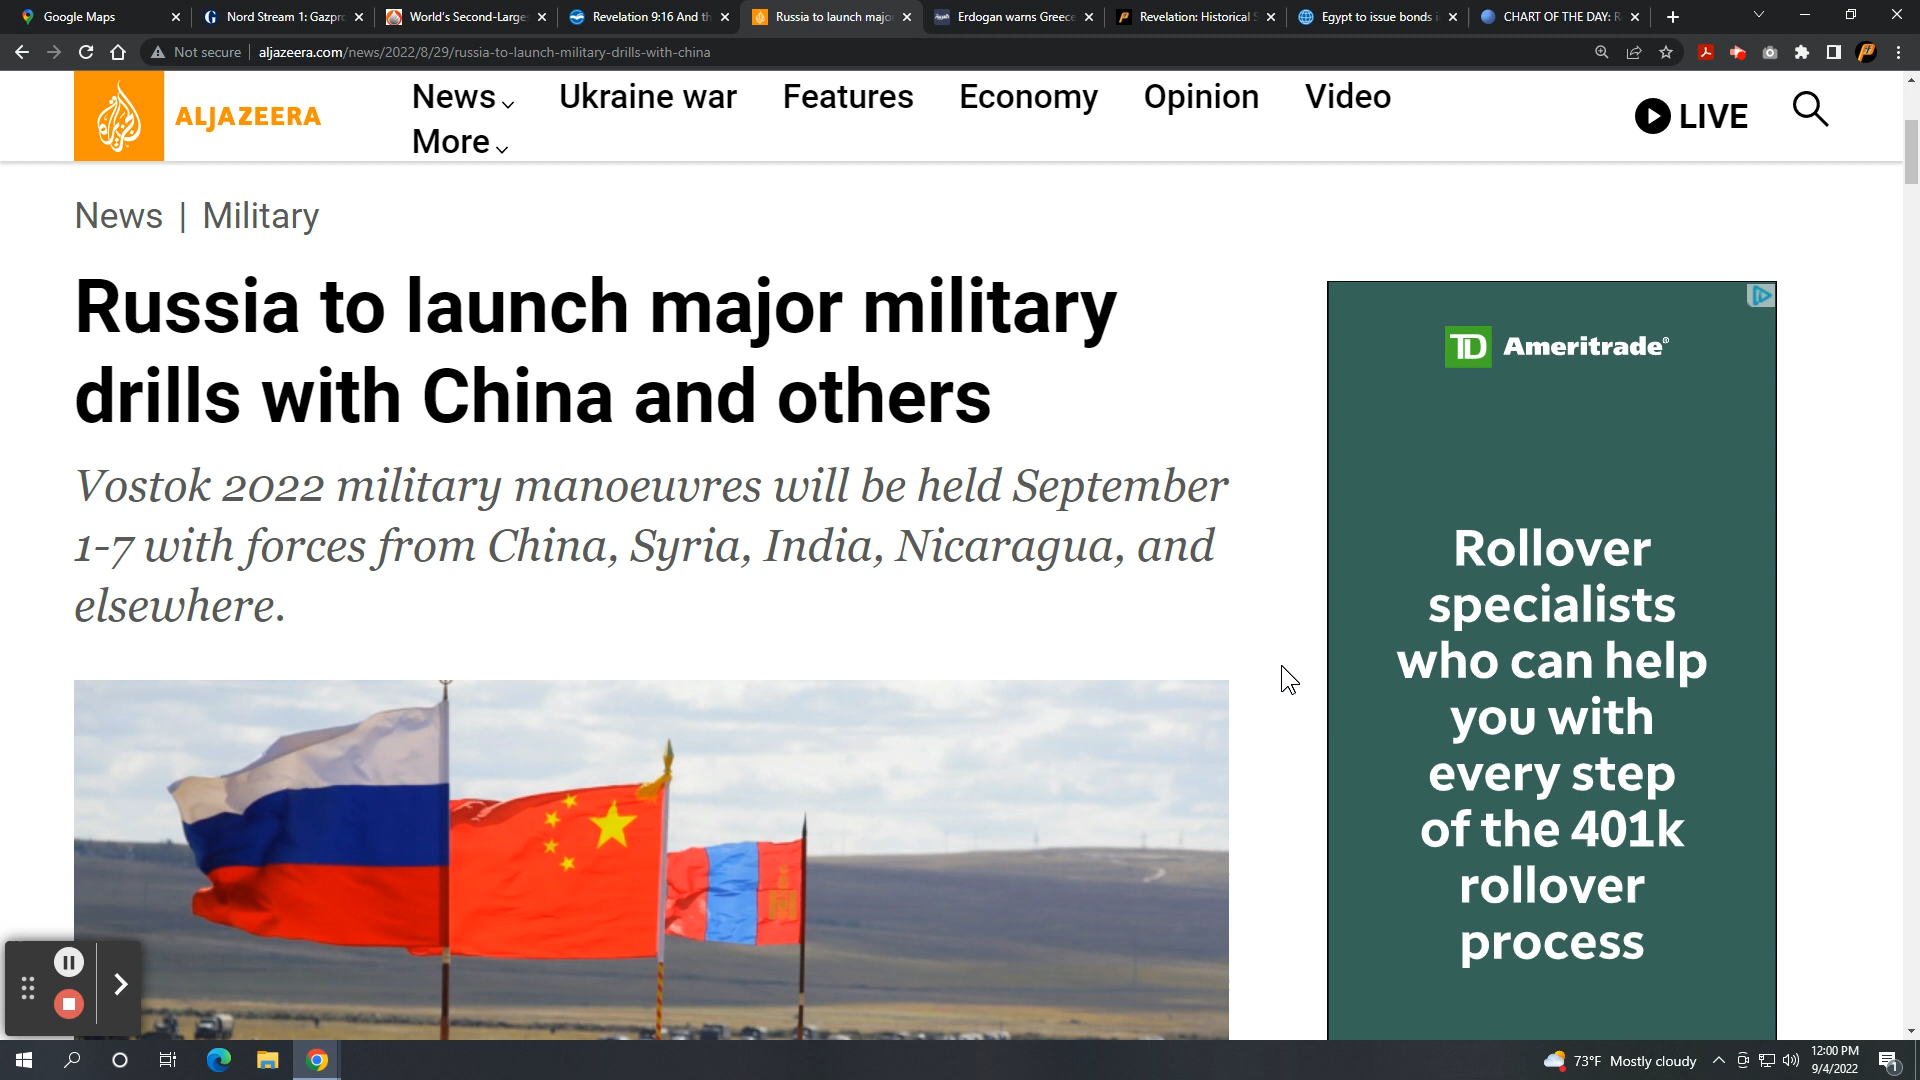 Google Maps
Nord Stream 1: Gazpr
World's Second-Large
Revelation 9:16 And th
Russia to launch majo
Erdogan warns Greece
Revelation: Historical S
Egypt to issue bonds i
CHART OF THE DAY: R
Not secure
aljazeera.com/news/2022/8/29/russia-to-launch-military-drills-with-china
ALJAZEERA
News
Ukraine war
Features
Economy
Opinion
Video
More
LIVE
News | Military
Russia to launch major military
drills with China and others
Vostok 2022 military manoeuvres will be held September
1-7 with forces from China, Syria, India, Nicaragua, and
elsewhere.
TD Ameritrade®
Rollover
specialists
who can help
you with
every step
of the 401k
rollover
process
73°F Mostly cloudy
12:00 PM
9/4/2022
1